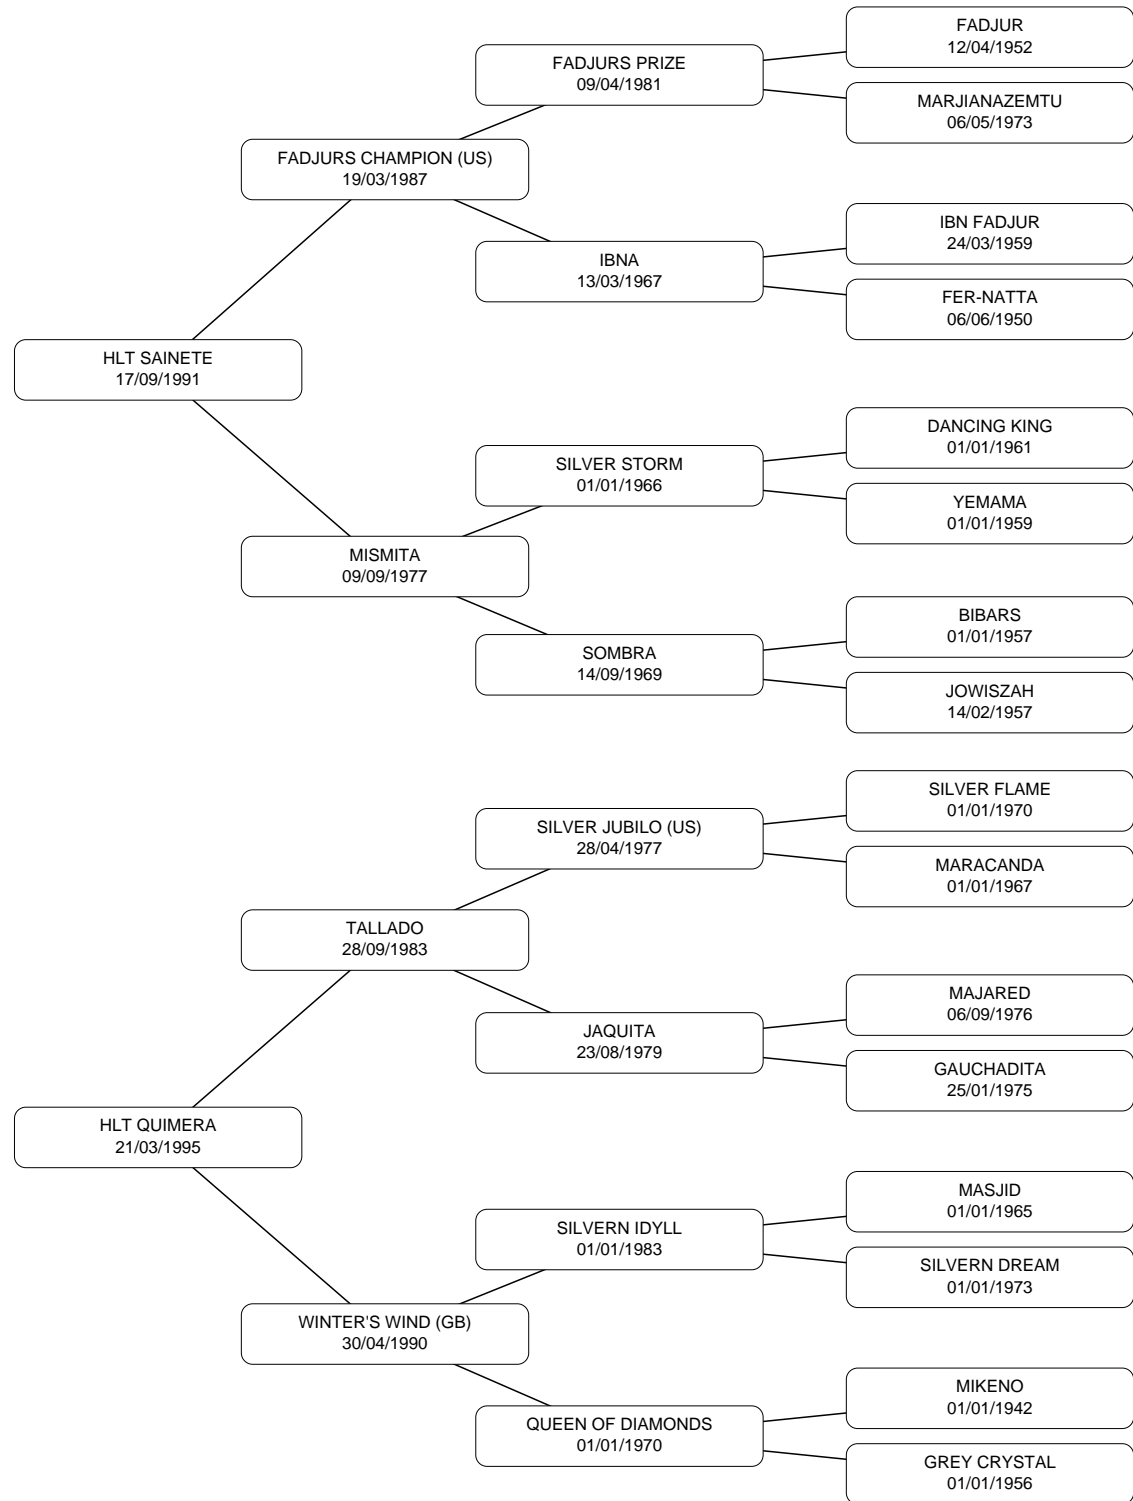 FADJUR
12/04/1952
FADJURS PRIZE
09/04/1981
MARJIANAZEMTU
06/05/1973
FADJURS CHAMPION (US)
19/03/1987
IBN FADJUR
24/03/1959
IBNA
13/03/1967
FER-NATTA
06/06/1950
HLT SAINETE
17/09/1991
DANCING KING
01/01/1961
SILVER STORM
01/01/1966
YEMAMA
01/01/1959
MISMITA
09/09/1977
BIBARS
01/01/1957
SOMBRA
14/09/1969
JOWISZAH
14/02/1957
SILVER FLAME
01/01/1970
SILVER JUBILO (US)
28/04/1977
MARACANDA
01/01/1967
TALLADO
28/09/1983
MAJARED
06/09/1976
JAQUITA
23/08/1979
GAUCHADITA
25/01/1975
HLT QUIMERA
21/03/1995
MASJID
01/01/1965
SILVERN IDYLL
01/01/1983
SILVERN DREAM
01/01/1973
WINTER'S WIND (GB)
30/04/1990
MIKENO
01/01/1942
QUEEN OF DIAMONDS
01/01/1970
GREY CRYSTAL
01/01/1956